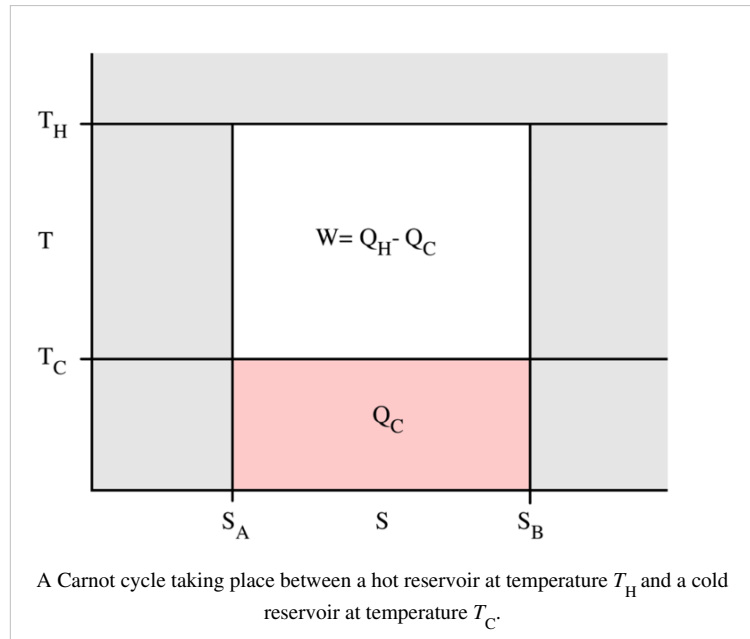 T_H
W= Q_H- Q_C
T
T_C
Q_C
S_A S S_B
A Carnot cycle taking place between a hot reservoir at temperature T_H and a cold
reservoir at temperature T_C.